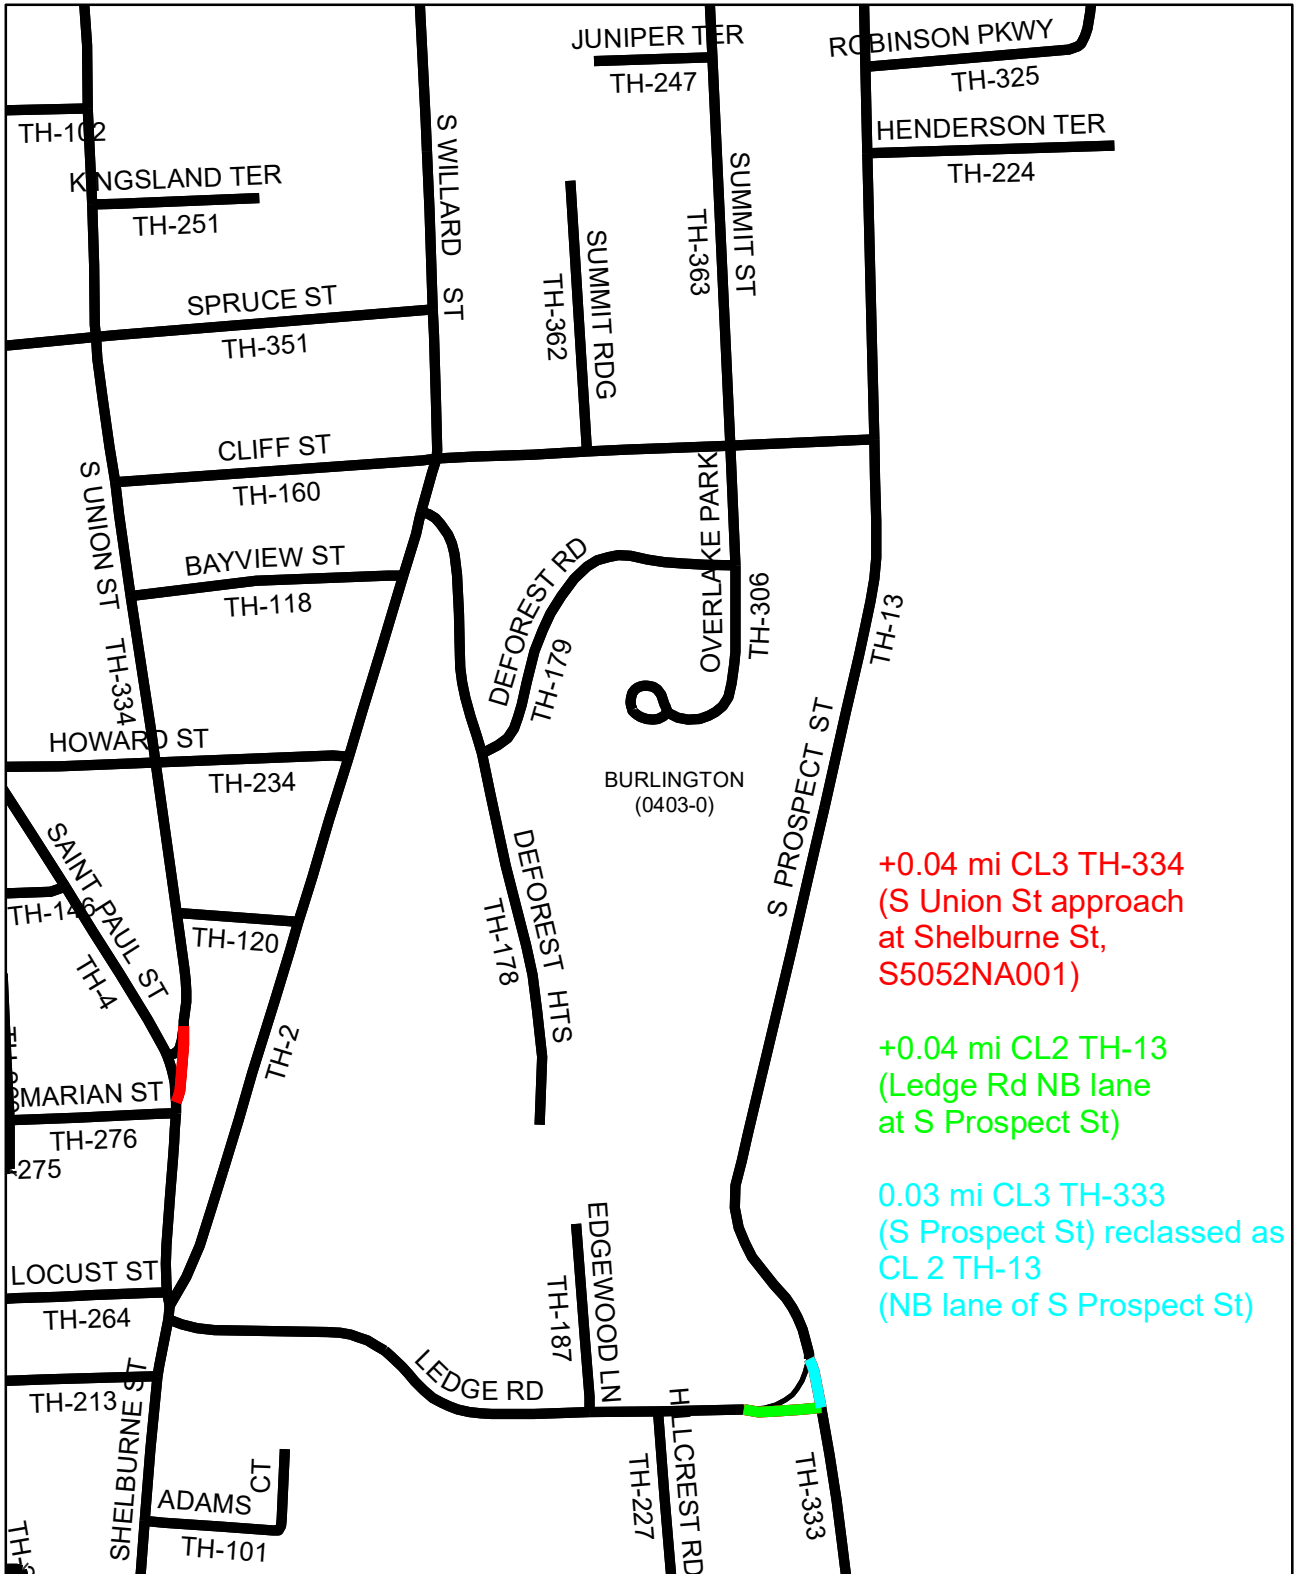 JUNIPER TER
TH-247
ROBINSON PKWY
TH-325
TH-102
HENDERSON TER
TH-224
KINGSLAND TER
TH-251
S WILLARD ST
SUMMIT ST
TH-363
SUMMIT RDG
TH-362
SPRUCE ST
TH-351
CLIFF ST
TH-160
S UNION ST
TH-334
BAYVIEW ST
TH-118
DEFOREST RD
TH-179
OVERLAKE PARK
TH-306
TH-13
S PROSPECT ST
HOWARD ST
TH-234
BURLINGTON
(0403-0)
SAINT PAUL ST
TH-4
TH-146
TH-120
DEFOREST HTS
TH-178
TH-2
+0.04 mi CL3 TH-334
(S Union St approach
at Shelburne St,
S5052NA001)
+0.04 mi CL2 TH-13
(Ledge Rd NB lane
at S Prospect St)
0.03 mi CL3 TH-333
(S Prospect St) reclassed as
CL 2 TH-13
(NB lane of S Prospect St)
MARIAN ST
TH-276
-275
LOCUST ST
TH-264
EDGEWOOD LN
TH-187
TH-213
SHELBURNE ST
LEDGE RD
HILLCREST RD
TH-227
TH-333
ADAMS CT
TH-101